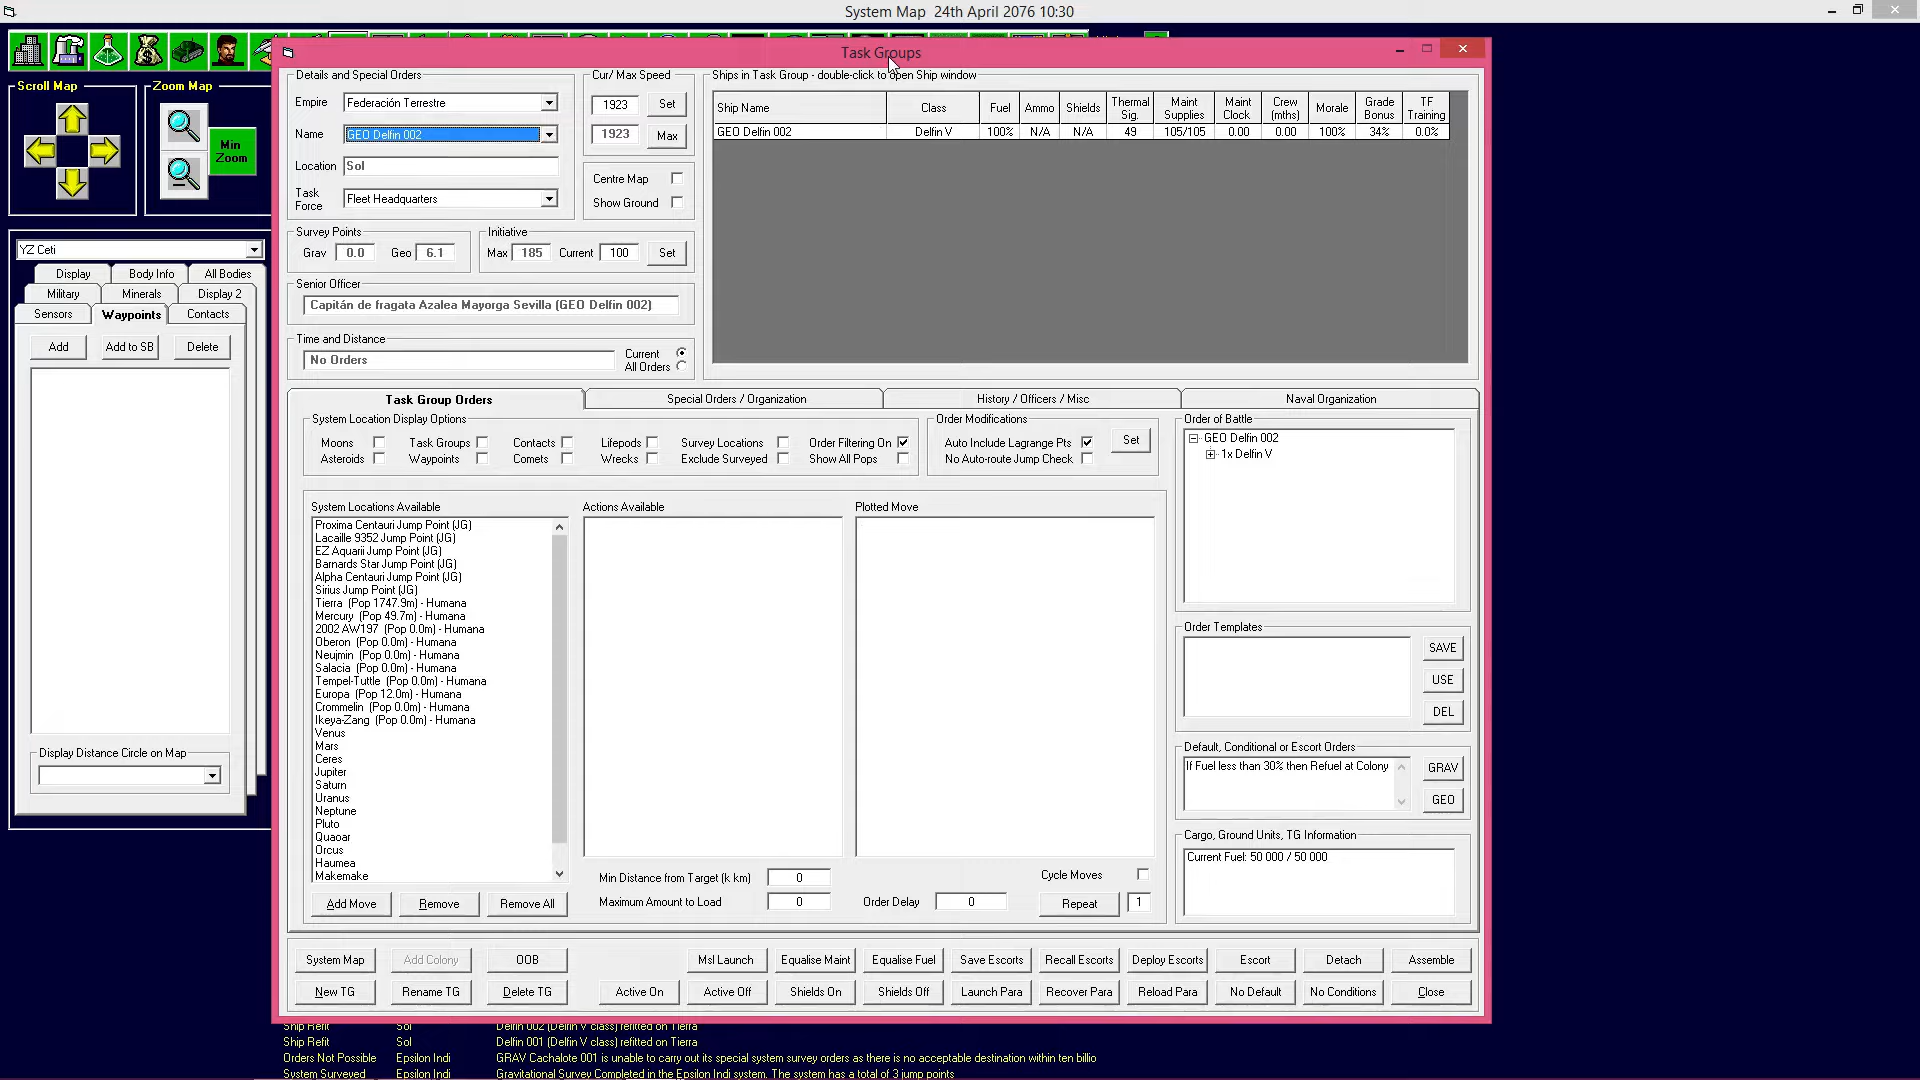 System Map 24th April 2076 10:30
Scroll Map
Zoom Map
Min Zoom
YZ Ceti
Display Body Info All Bodies
Military Minerals Display 2
Sensors Waypoints Contacts
Add Add to SB Delete
Display Distance Circle on Map
Task Groups
Details and Special Orders
Empire Federación Terrestre
Name GEO Delfin 002
Location Sol
Task Force Fleet Headquarters
Cur/ Max Speed
1923 Set
1923 Max
Centre Map
Show Ground
Survey Points
Grav 0.0 Geo 6.1
Initiative
Max 185 Current 100 Set
Senior Officer
Capitán de fragata Azalea Mayorga Sevilla (GEO Delfin 002)
Time and Distance
No Orders
Current
All Orders
Ships in Task Group - double-click to open Ship window
Ship Name Class Fuel Ammo Shields Thermal Sig. Maint Supplies Maint Clock Crew (mths) Morale Grade Bonus TF Training
GEO Delfin 002 Delfin V 100% N/A N/A 49 105/105 0.00 0.00 100% 34% 0.0%
Task Group Orders Special Orders / Organization History / Officers / Misc Naval Organization
System Location Display Options
Moons Task Groups Contacts Lifepods Survey Locations Order Filtering On
Asteroids Waypoints Comets Wrecks Exclude Surveyed Show All Pops
Order Modifications
Auto Include Lagrange Pts Set
No Auto-route Jump Check
System Locations Available
Proxima Centauri Jump Point (JG)
Lacaille 9352 Jump Point (JG)
EZ Aquarii Jump Point (JG)
Barnards Star Jump Point (JG)
Alpha Centauri Jump Point (JG)
Sirius Jump Point (JG)
Tierra (Pop 1747.9m) - Humana
Mercury (Pop 49.7m) - Humana
2002 AW197 (Pop 0.0m) - Humana
Oberon (Pop 0.0m) - Humana
Neujmin (Pop 0.0m) - Humana
Salacia (Pop 0.0m) - Humana
Tempel-Tuttle (Pop 0.0m) - Humana
Europa (Pop 12.0m) - Humana
Crommelin (Pop 0.0m) - Humana
Ikeya-Zang (Pop 0.0m) - Humana
Venus
Mars
Ceres
Jupiter
Saturn
Uranus
Neptune
Pluto
Quaoar
Orcus
Haumea
Makemake
Add Move Remove Remove All
Actions Available
Plotted Move
Min Distance from Target (k km) 0
Maximum Amount to Load 0
Order Delay 0
Cycle Moves
Repeat 1
Order of Battle
GEO Delfin 002
1x Delfin V
Order Templates
SAVE
USE
DEL
Default, Conditional or Escort Orders
If Fuel less than 30% then Refuel at Colony
GRAV
GEO
Cargo, Ground Units, TG Information
Current Fuel: 50 000 / 50 000
System Map Add Colony OOB Msl Launch Equalise Maint Equalise Fuel Save Escorts Recall Escorts Deploy Escorts Escort Detach Assemble
New TG Rename TG Delete TG Active On Active Off Shields On Shields Off Launch Para Recover Para Reload Para No Default No Conditions Close
Ship Refit Sol Delfin 002 (Delfin V class) refitted on Tierra
Ship Refit Sol Delfin 001 (Delfin V class) refitted on Tierra
Orders Not Possible Epsilon Indi GRAV Cachalote 001 is unable to carry out its special system survey orders as there is no acceptable destination within ten billio
System Surveyed Epsilon Indi Gravitational Survey Completed in the Epsilon Indi system. The system has a total of 3 jump points